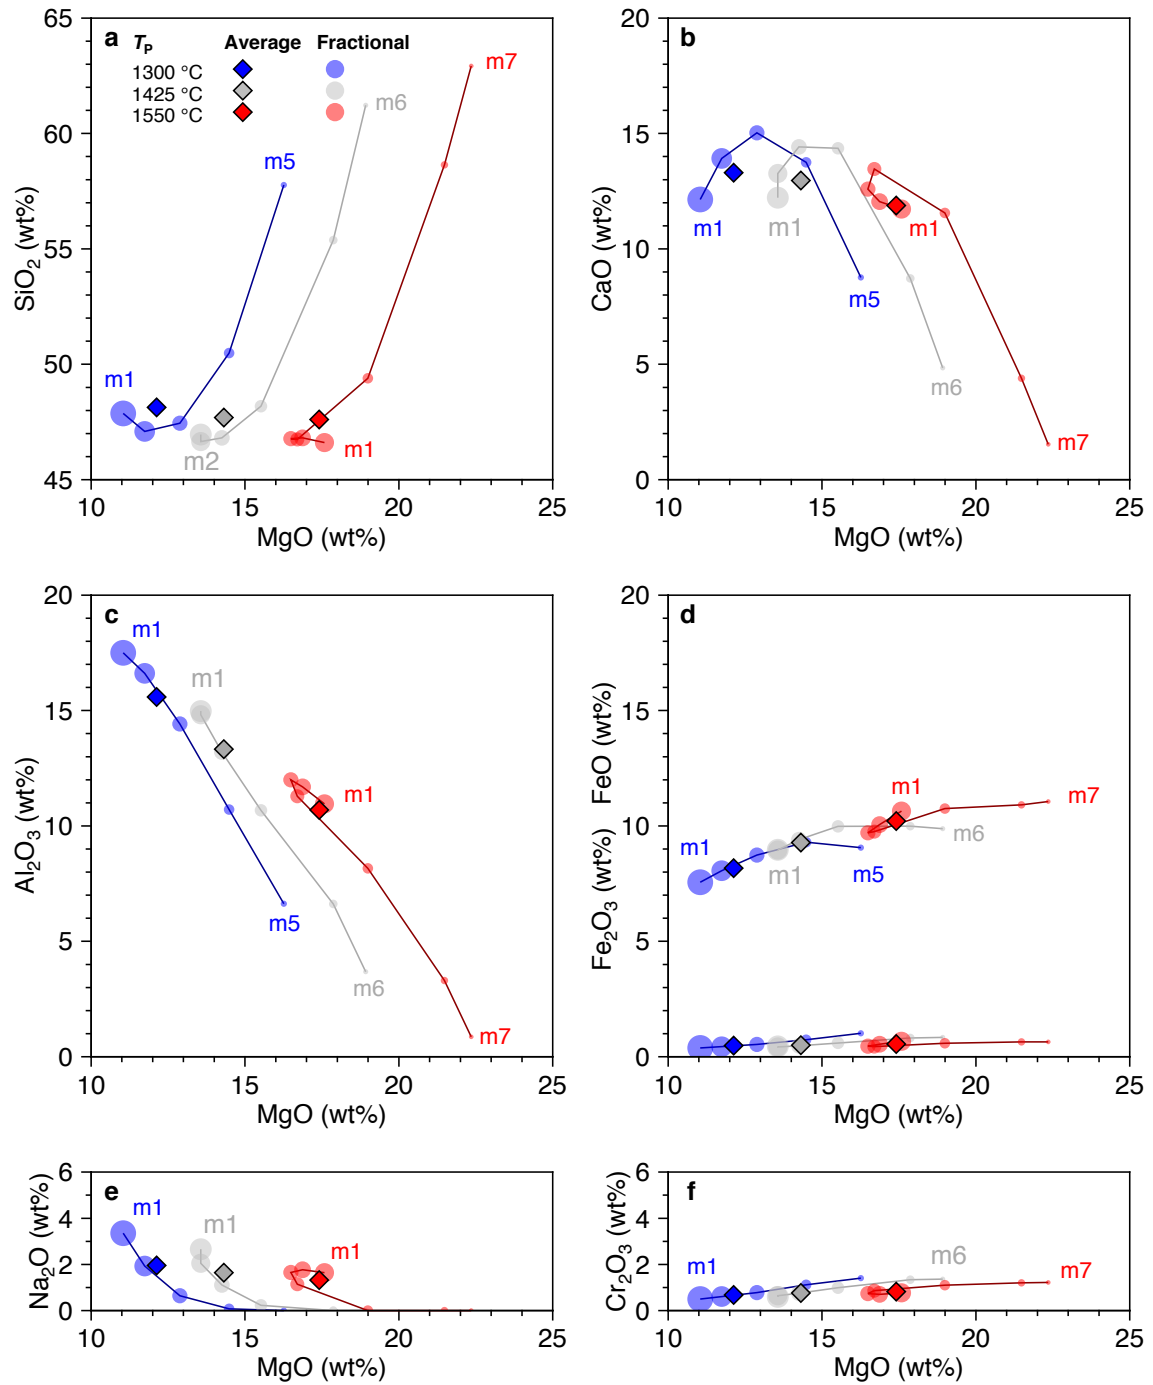 a
T_P Average Fractional
1300 °C
1425 °C
1550 °C
65
60
55
50
45
SiO₂ (wt%)
m1
m5
m2
m6
m1
m7
10 15 20 25
MgO (wt%)
b
20
15
10
5
0
CaO (wt%)
m1
m5
m1
m6
m1
m7
10 15 20 25
MgO (wt%)
c
20
15
10
5
0
Al₂O₃ (wt%)
m1
m5
m1
m6
m1
m7
10 15 20 25
MgO (wt%)
d
20
15
10
5
0
Fe₂O₃ (wt%) FeO (wt%)
m1
m5
m1
m6
m1
m7
10 15 20 25
MgO (wt%)
e
6
4
2
0
Na₂O (wt%)
m1
m1
m1
10 15 20 25
MgO (wt%)
f
6
4
2
0
Cr₂O₃ (wt%)
m1
m6
m7
10 15 20 25
MgO (wt%)